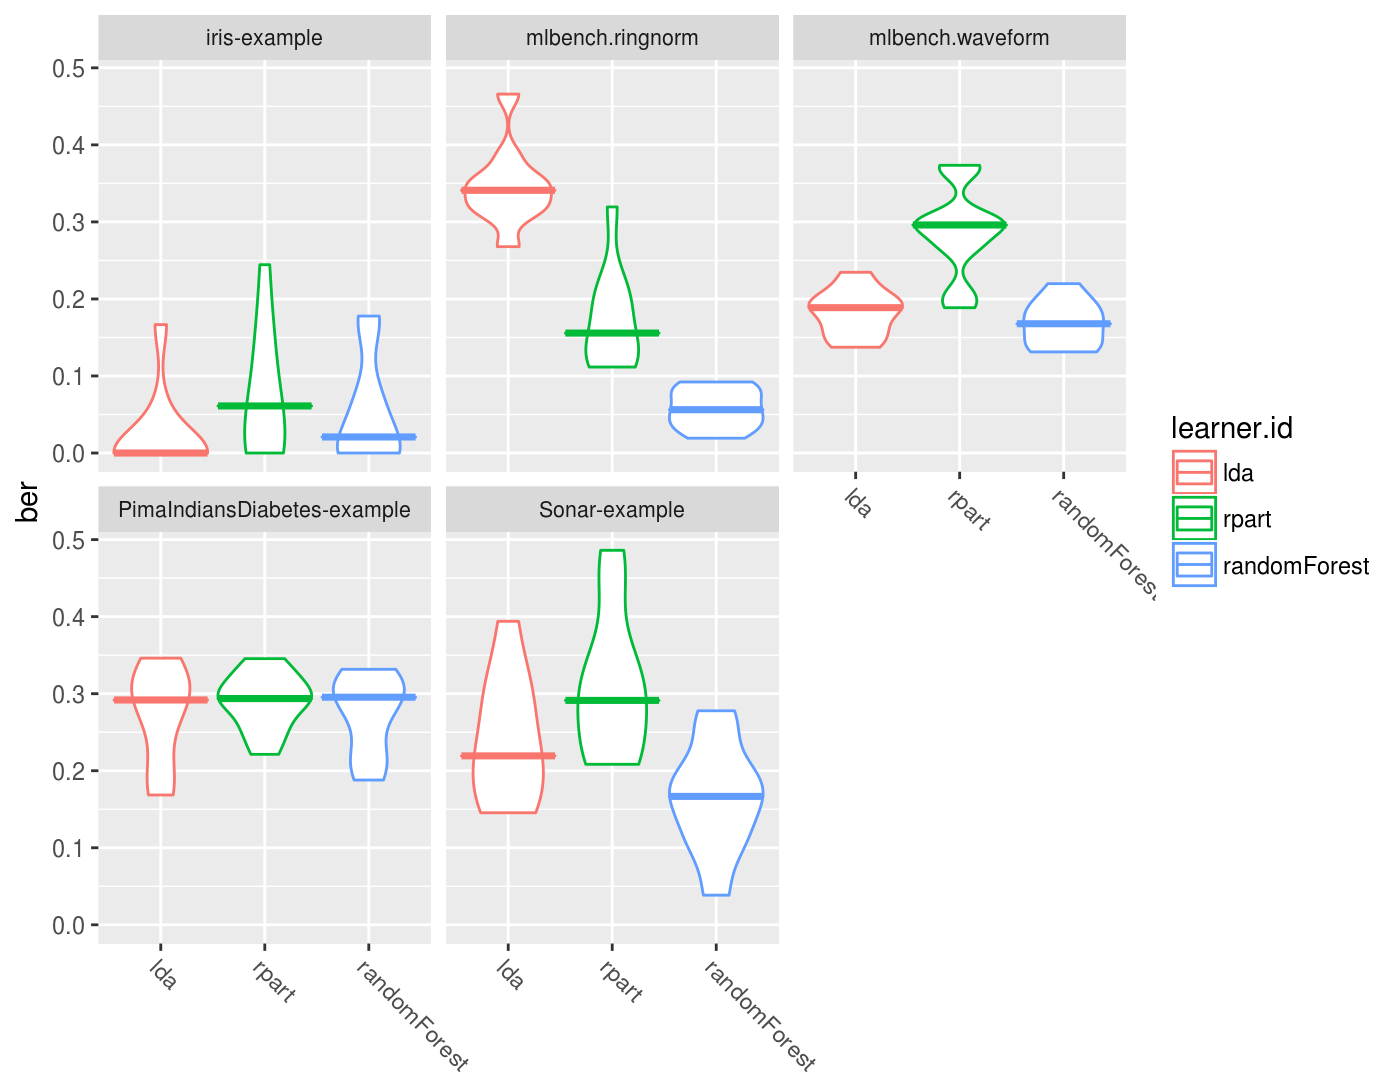 iris-example
mlbench.ringnorm
mlbench.waveform
0.5
0.4
0.3
0.2
0.1
0.0
lda
rpart
randomForest
ber
PimaIndiansDiabetes-example
Sonar-example
0.5
0.4
0.3
0.2
0.1
0.0
lda
rpart
randomForest
lda
rpart
randomForest
learner.id
lda
rpart
randomForest